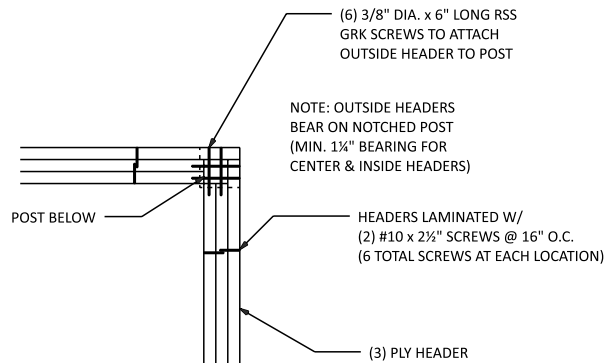 (6) 3/8" DIA. x 6" LONG RSS
GRK SCREWS TO ATTACH
OUTSIDE HEADER TO POST
NOTE: OUTSIDE HEADERS
BEAR ON NOTCHED POST
(MIN. 1¼" BEARING FOR
CENTER & INSIDE HEADERS)
POST BELOW
HEADERS LAMINATED W/
(2) #10 x 2½" SCREWS @ 16" O.C.
(6 TOTAL SCREWS AT EACH LOCATION)
(3) PLY HEADER